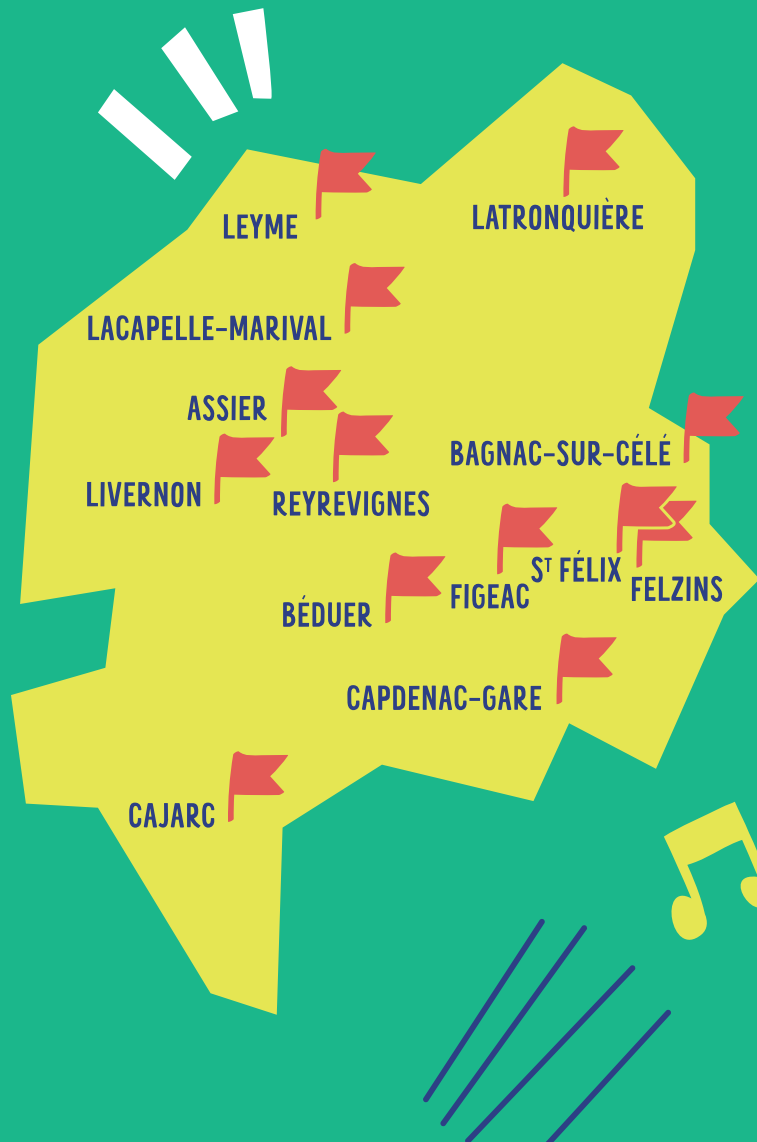 LATRONQUIÈRE
LEYME
LACAPELLE-MARIVAL
ASSIER
BAGNAC-SUR-CÉLÉ
LIVERNON
REYREVIGNES
Sᵀ FÉLIX
FELZINS
FIGEAC
BÉDUER
CAPDENAC-GARE
CAJARC